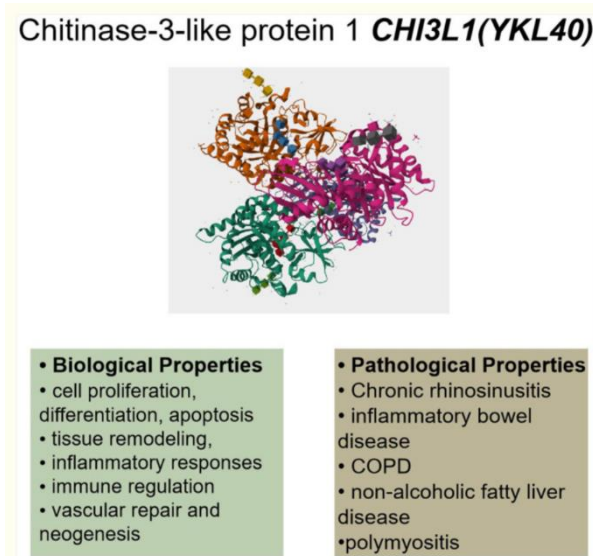 Chitinase-3-like protein 1 CHI3L1(YKL40)
• Biological Properties
• cell proliferation,
differentiation, apoptosis
• tissue remodeling,
• inflammatory responses
• immune regulation
• vascular repair and
neogenesis
• Pathological Properties
• Chronic rhinosinusitis
• inflammatory bowel
disease
• COPD
• non-alcoholic fatty liver
disease
•polymyositis